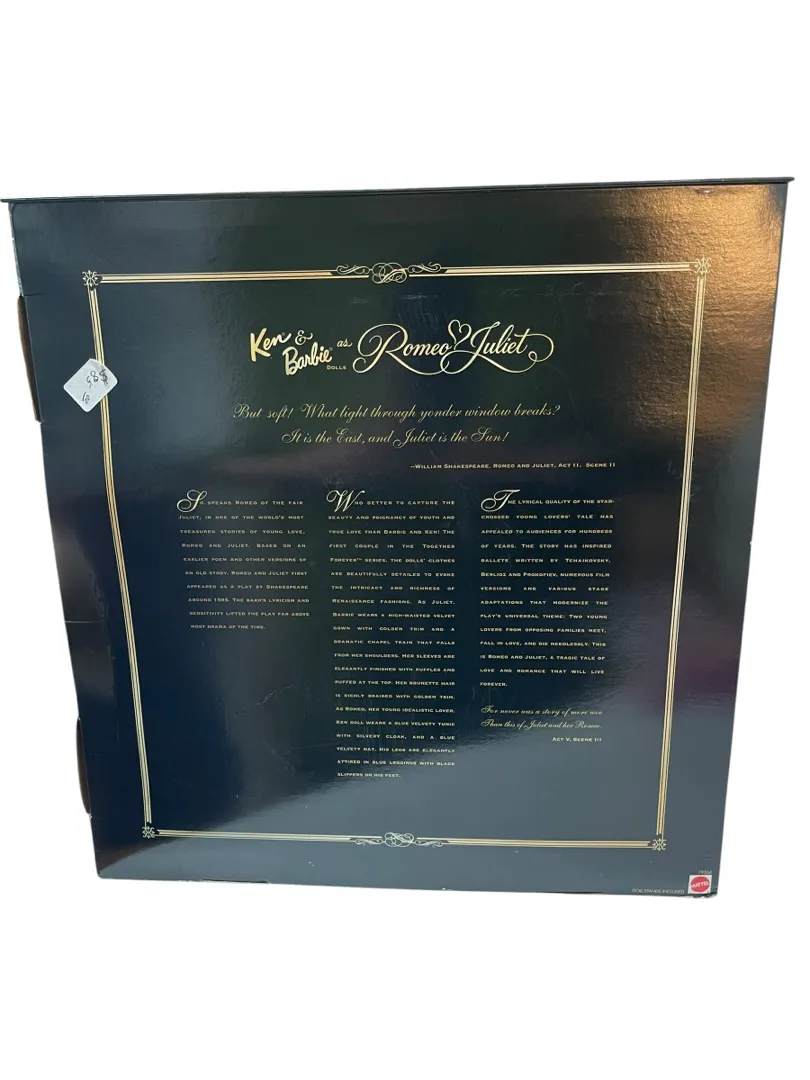 Ken & Barbie® DOLLS as Romeo & Juliet
But soft! What light through yonder window breaks?
It is the East, and Juliet is the Sun!
–WILLIAM SHAKESPEARE, ROMEO AND JULIET, ACT II, SCENE II
SO SPEAKS ROMEO OF THE FAIR
JULIET, IN ONE OF THE WORLD'S MOST
TREASURED STORIES OF YOUNG LOVE,
ROMEO AND JULIET. BASED ON AN
EARLIER POEM AND OTHER VERSIONS OF
AN OLD STORY, ROMEO AND JULIET FIRST
APPEARED AS A PLAY BY SHAKESPEARE
AROUND 1595. THE BARD'S LYRICISM AND
SENSITIVITY LIFTED THE PLAY FAR ABOVE
MOST DRAMA OF THE TIME.
WHO BETTER TO CAPTURE THE
BEAUTY AND POIGNANCY OF YOUTH AND
TRUE LOVE THAN BARBIE AND KEN! THE
FIRST COUPLE IN THE TOGETHER
FOREVER™ SERIES, THE DOLLS' CLOTHES
ARE BEAUTIFULLY DETAILED TO EVOKE
THE INTRICACY AND RICHNESS OF
RENAISSANCE FASHIONS. AS JULIET,
BARBIE WEARS A HIGH-WAISTED VELVET
GOWN WITH GOLDEN TRIM AND A
DRAMATIC CHAPEL TRAIN THAT FALLS
FROM HER SHOULDERS. HER SLEEVES ARE
ELEGANTLY FINISHED WITH RUFFLES AND
PUFFED AT THE TOP. HER BRUNETTE HAIR
IS RICHLY BRAIDED WITH GOLDEN TRIM.
AS ROMEO, HER YOUNG IDEALISTIC LOVER,
KEN DOLL WEARS A BLUE VELVETY TUNIC
WITH SILVERY CLOAK, AND A BLUE
VELVETY HAT. HIS LEGS ARE ELEGANTLY
ATTIRED IN BLUE LEGGINGS WITH BLACK
SLIPPERS ON HIS FEET.
THE LYRICAL QUALITY OF THE STAR-
CROSSED YOUNG LOVERS' TALE HAS
APPEALED TO AUDIENCES FOR HUNDREDS
OF YEARS. THE STORY HAS INSPIRED
BALLETS WRITTEN BY TCHAIKOVSKY,
BERLIOZ AND PROKOFIEV, NUMEROUS FILM
VERSIONS AND VARIOUS STAGE
ADAPTATIONS THAT MODERNIZE THE
PLAY'S UNIVERSAL THEME: TWO YOUNG
LOVERS FROM OPPOSING FAMILIES MEET,
FALL IN LOVE, AND DIE NEEDLESSLY. THIS
IS ROMEO AND JULIET, A TRAGIC TALE OF
LOVE AND ROMANCE THAT WILL LIVE
FOREVER.
For never was a story of more woe
Than this of Juliet and her Romeo.
ACT V, SCENE III
19364
DOLL STANDS INCLUDED
MATTEL